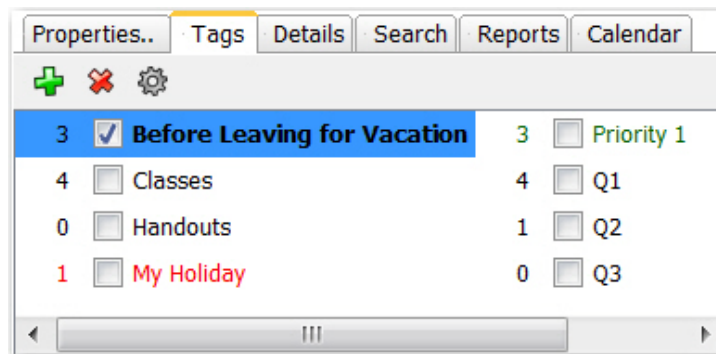 Properties.. Tags Details Search Reports Calendar
3 Before Leaving for Vacation 3 Priority 1
4 Classes 4 Q1
0 Handouts 1 Q2
1 My Holiday 0 Q3